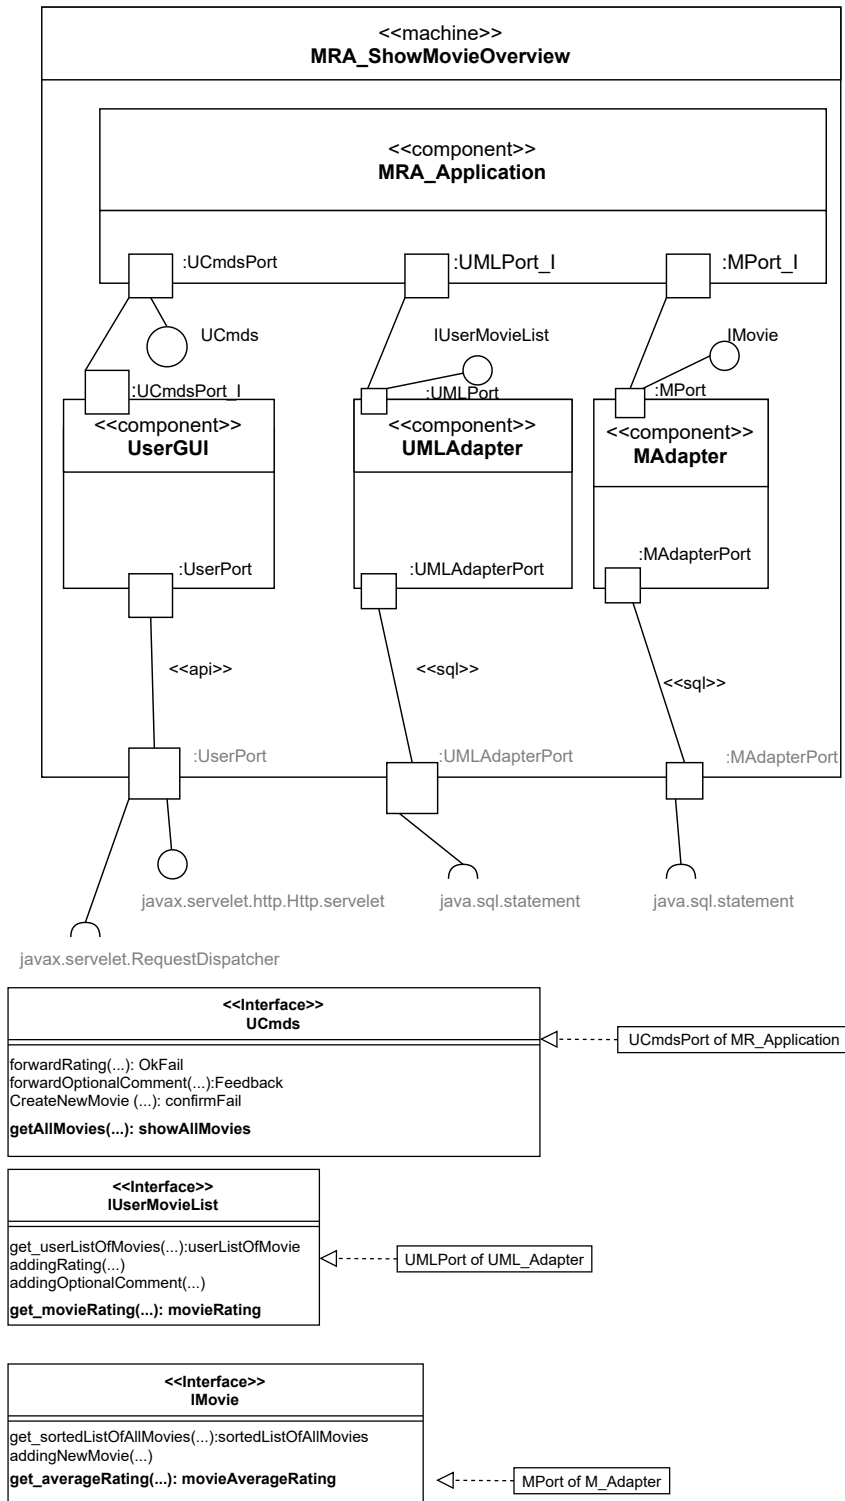 <<machine>>
MRA_ShowMovieOverview
<<component>>
MRA_Application
:UCmdsPort
:UMLPort_I
:MPort_I
UCmds
IUserMovieList
IMovie
:UCmdsPort_I
:UMLPort
:MPort
<<component>>
UserGUI
<<component>>
UMLAdapter
<<component>>
MAdapter
:UserPort
:UMLAdapterPort
:MAdapterPort
<<api>>
<<sql>>
<<sql>>
:UserPort
:UMLAdapterPort
:MAdapterPort
javax.servelet.http.Http.servelet
java.sql.statement
java.sql.statement
javax.servelet.RequestDispatcher
<<Interface>>
UCmds
UCmdsPort of MR_Application
forwardRating(...): OkFail
forwardOptionalComment(...):Feedback
CreateNewMovie (...): confirmFail
getAllMovies(...): showAllMovies
<<Interface>>
IUserMovieList
get_userListOfMovies(...):userListOfMovie
addingRating(...)
addingOptionalComment(...)
get_movieRating(...): movieRating
UMLPort of UML_Adapter
<<Interface>>
IMovie
get_sortedListOfAllMovies(...):sortedListOfAllMovies
addingNewMovie(...)
get_averageRating(...): movieAverageRating
MPort of M_Adapter